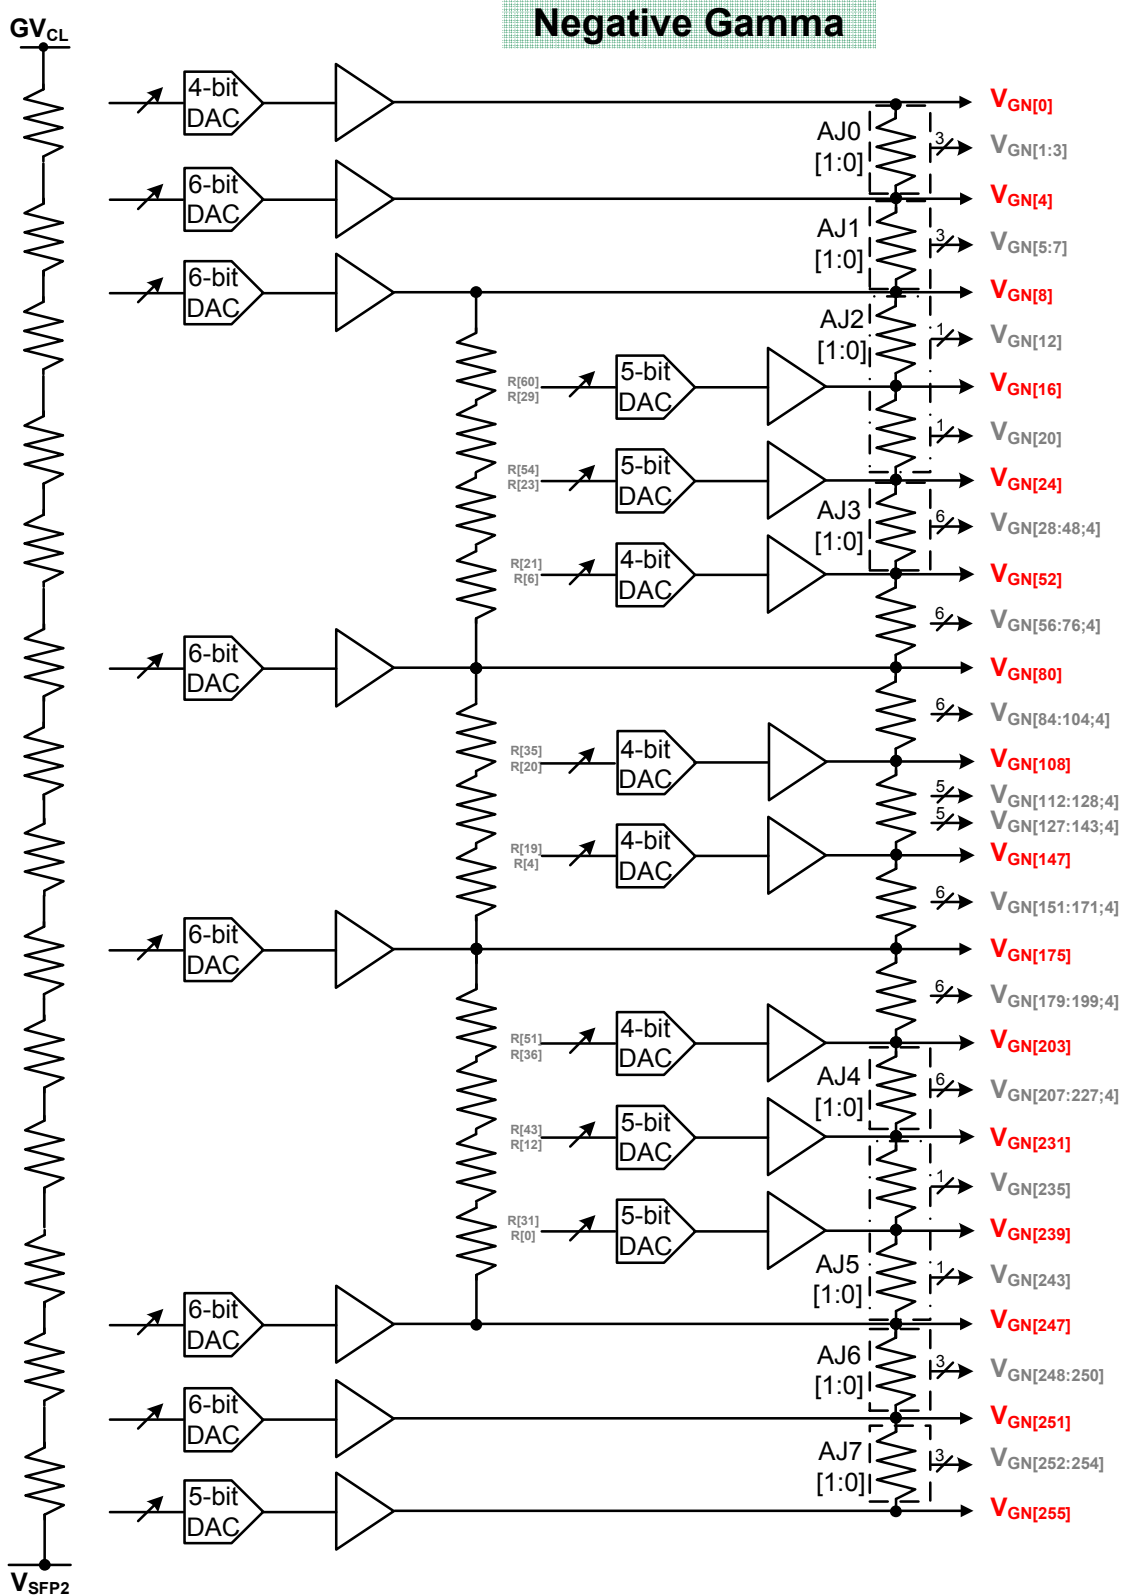 Negative Gamma
GVCL
4-bit
DAC
VGN[0]
AJ0
[1:0]
3
VGN[1:3]
6-bit
DAC
VGN[4]
AJ1
[1:0]
3
VGN[5:7]
6-bit
DAC
VGN[8]
AJ2
[1:0]
1
VGN[12]
R[60]
R[29]
5-bit
DAC
VGN[16]
1
VGN[20]
R[54]
R[23]
5-bit
DAC
VGN[24]
AJ3
[1:0]
6
VGN[28:48;4]
R[21]
R[6]
4-bit
DAC
VGN[52]
6
VGN[56:76;4]
6-bit
DAC
VGN[80]
6
VGN[84:104;4]
R[35]
R[20]
4-bit
DAC
VGN[108]
5
VGN[112:128;4]
5
VGN[127:143;4]
R[19]
R[4]
4-bit
DAC
VGN[147]
6
VGN[151:171;4]
6-bit
DAC
VGN[175]
6
VGN[179:199;4]
R[51]
R[36]
4-bit
DAC
VGN[203]
AJ4
[1:0]
6
VGN[207:227;4]
R[43]
R[12]
5-bit
DAC
VGN[231]
1
VGN[235]
R[31]
R[0]
5-bit
DAC
VGN[239]
AJ5
[1:0]
1
VGN[243]
6-bit
DAC
VGN[247]
AJ6
[1:0]
3
VGN[248:250]
6-bit
DAC
VGN[251]
AJ7
[1:0]
3
VGN[252:254]
5-bit
DAC
VGN[255]
VSFP2